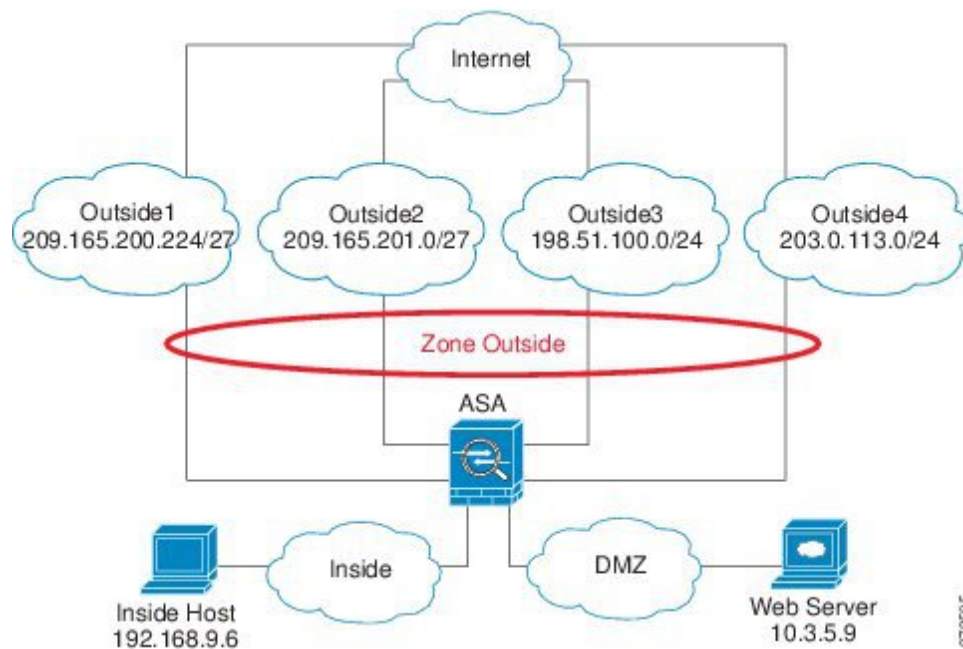 Internet
Outside1
209.165.200.224/27
Outside2
209.165.201.0/27
Outside3
198.51.100.0/24
Outside4
203.0.113.0/24
Zone Outside
ASA
Inside
DMZ
Inside Host
192.168.9.6
Web Server
10.3.5.9